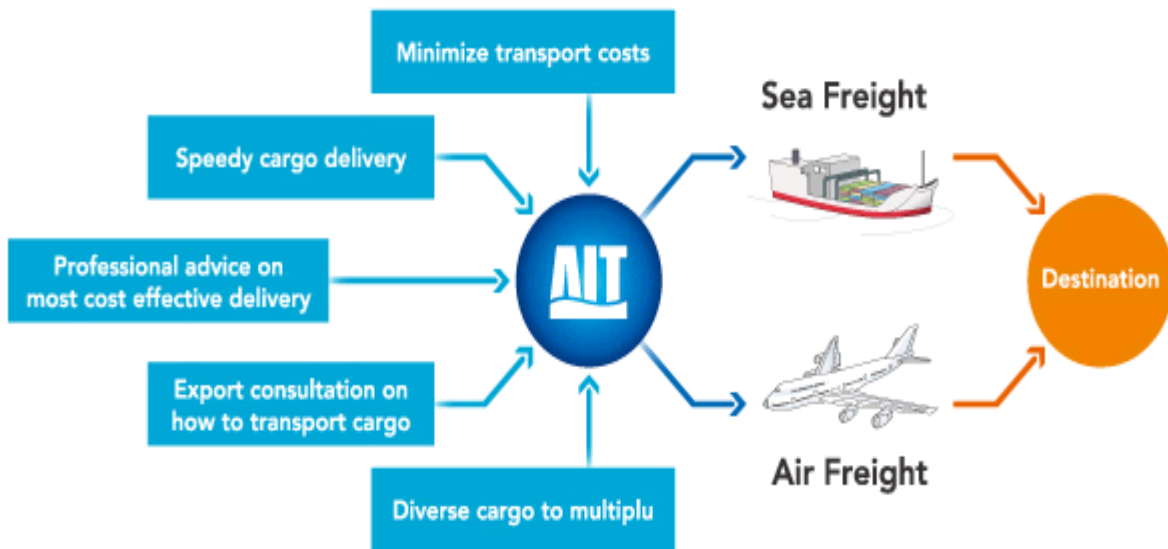 Minimize transport costs
Speedy cargo delivery
Professional advice on
most cost effective delivery
Export consultation on
how to transport cargo
Diverse cargo to multiplu
AIT
Sea Freight
Air Freight
Destination